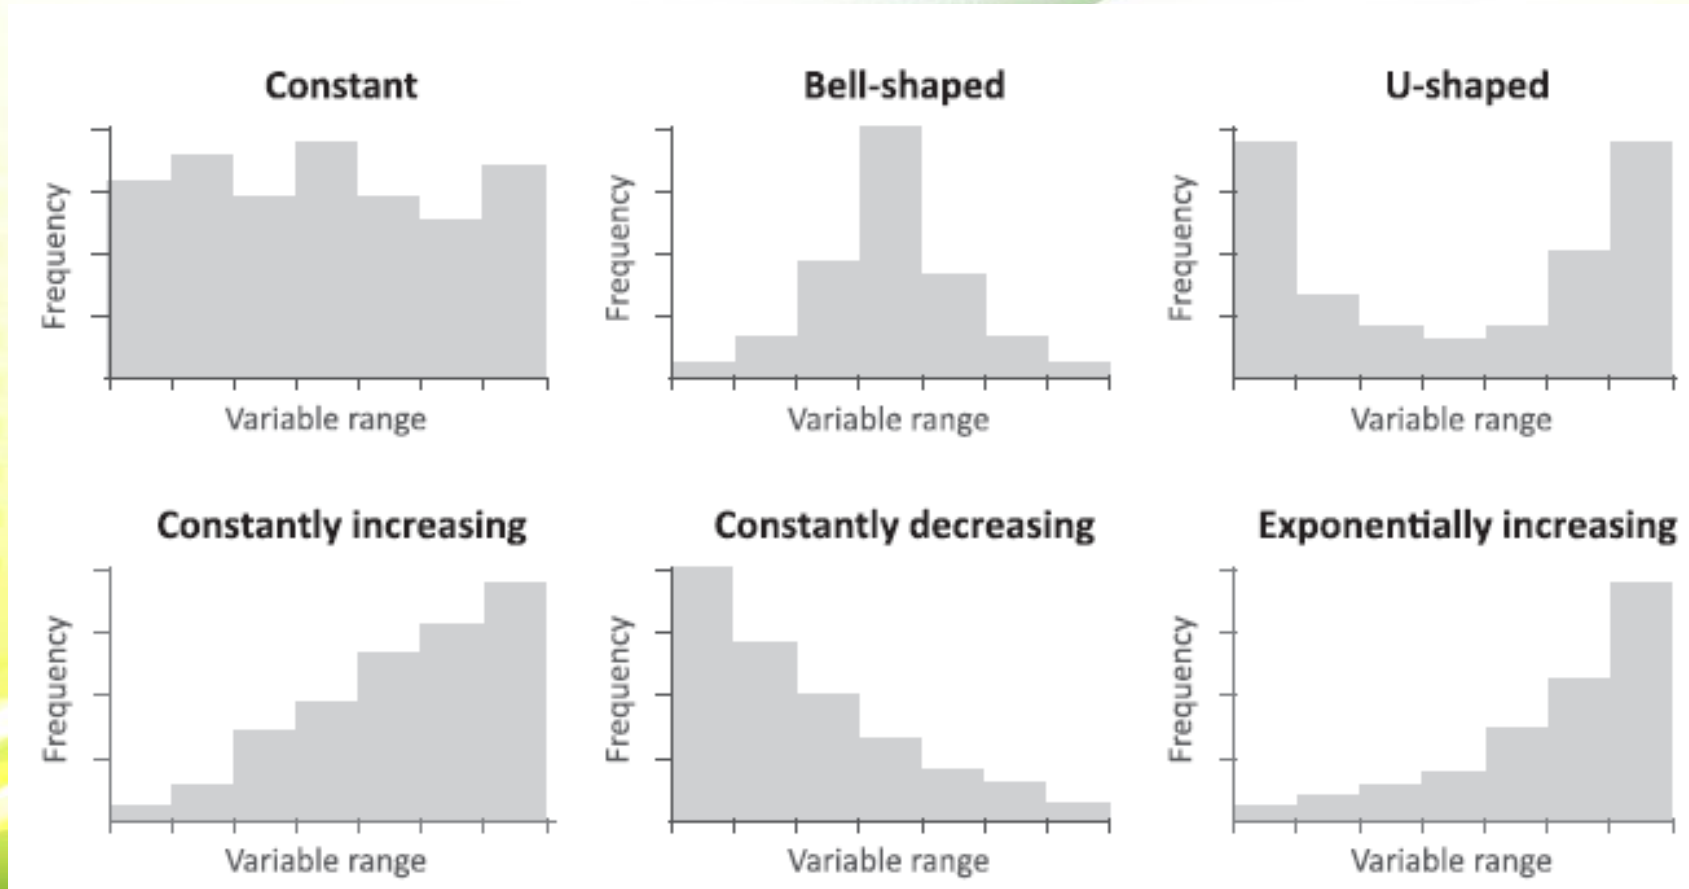 Constant
Bell-shaped
U-shaped
Frequency
Frequency
Frequency
Variable range
Variable range
Variable range
Constantly increasing
Constantly decreasing
Exponentially increasing
Frequency
Frequency
Frequency
Variable range
Variable range
Variable range